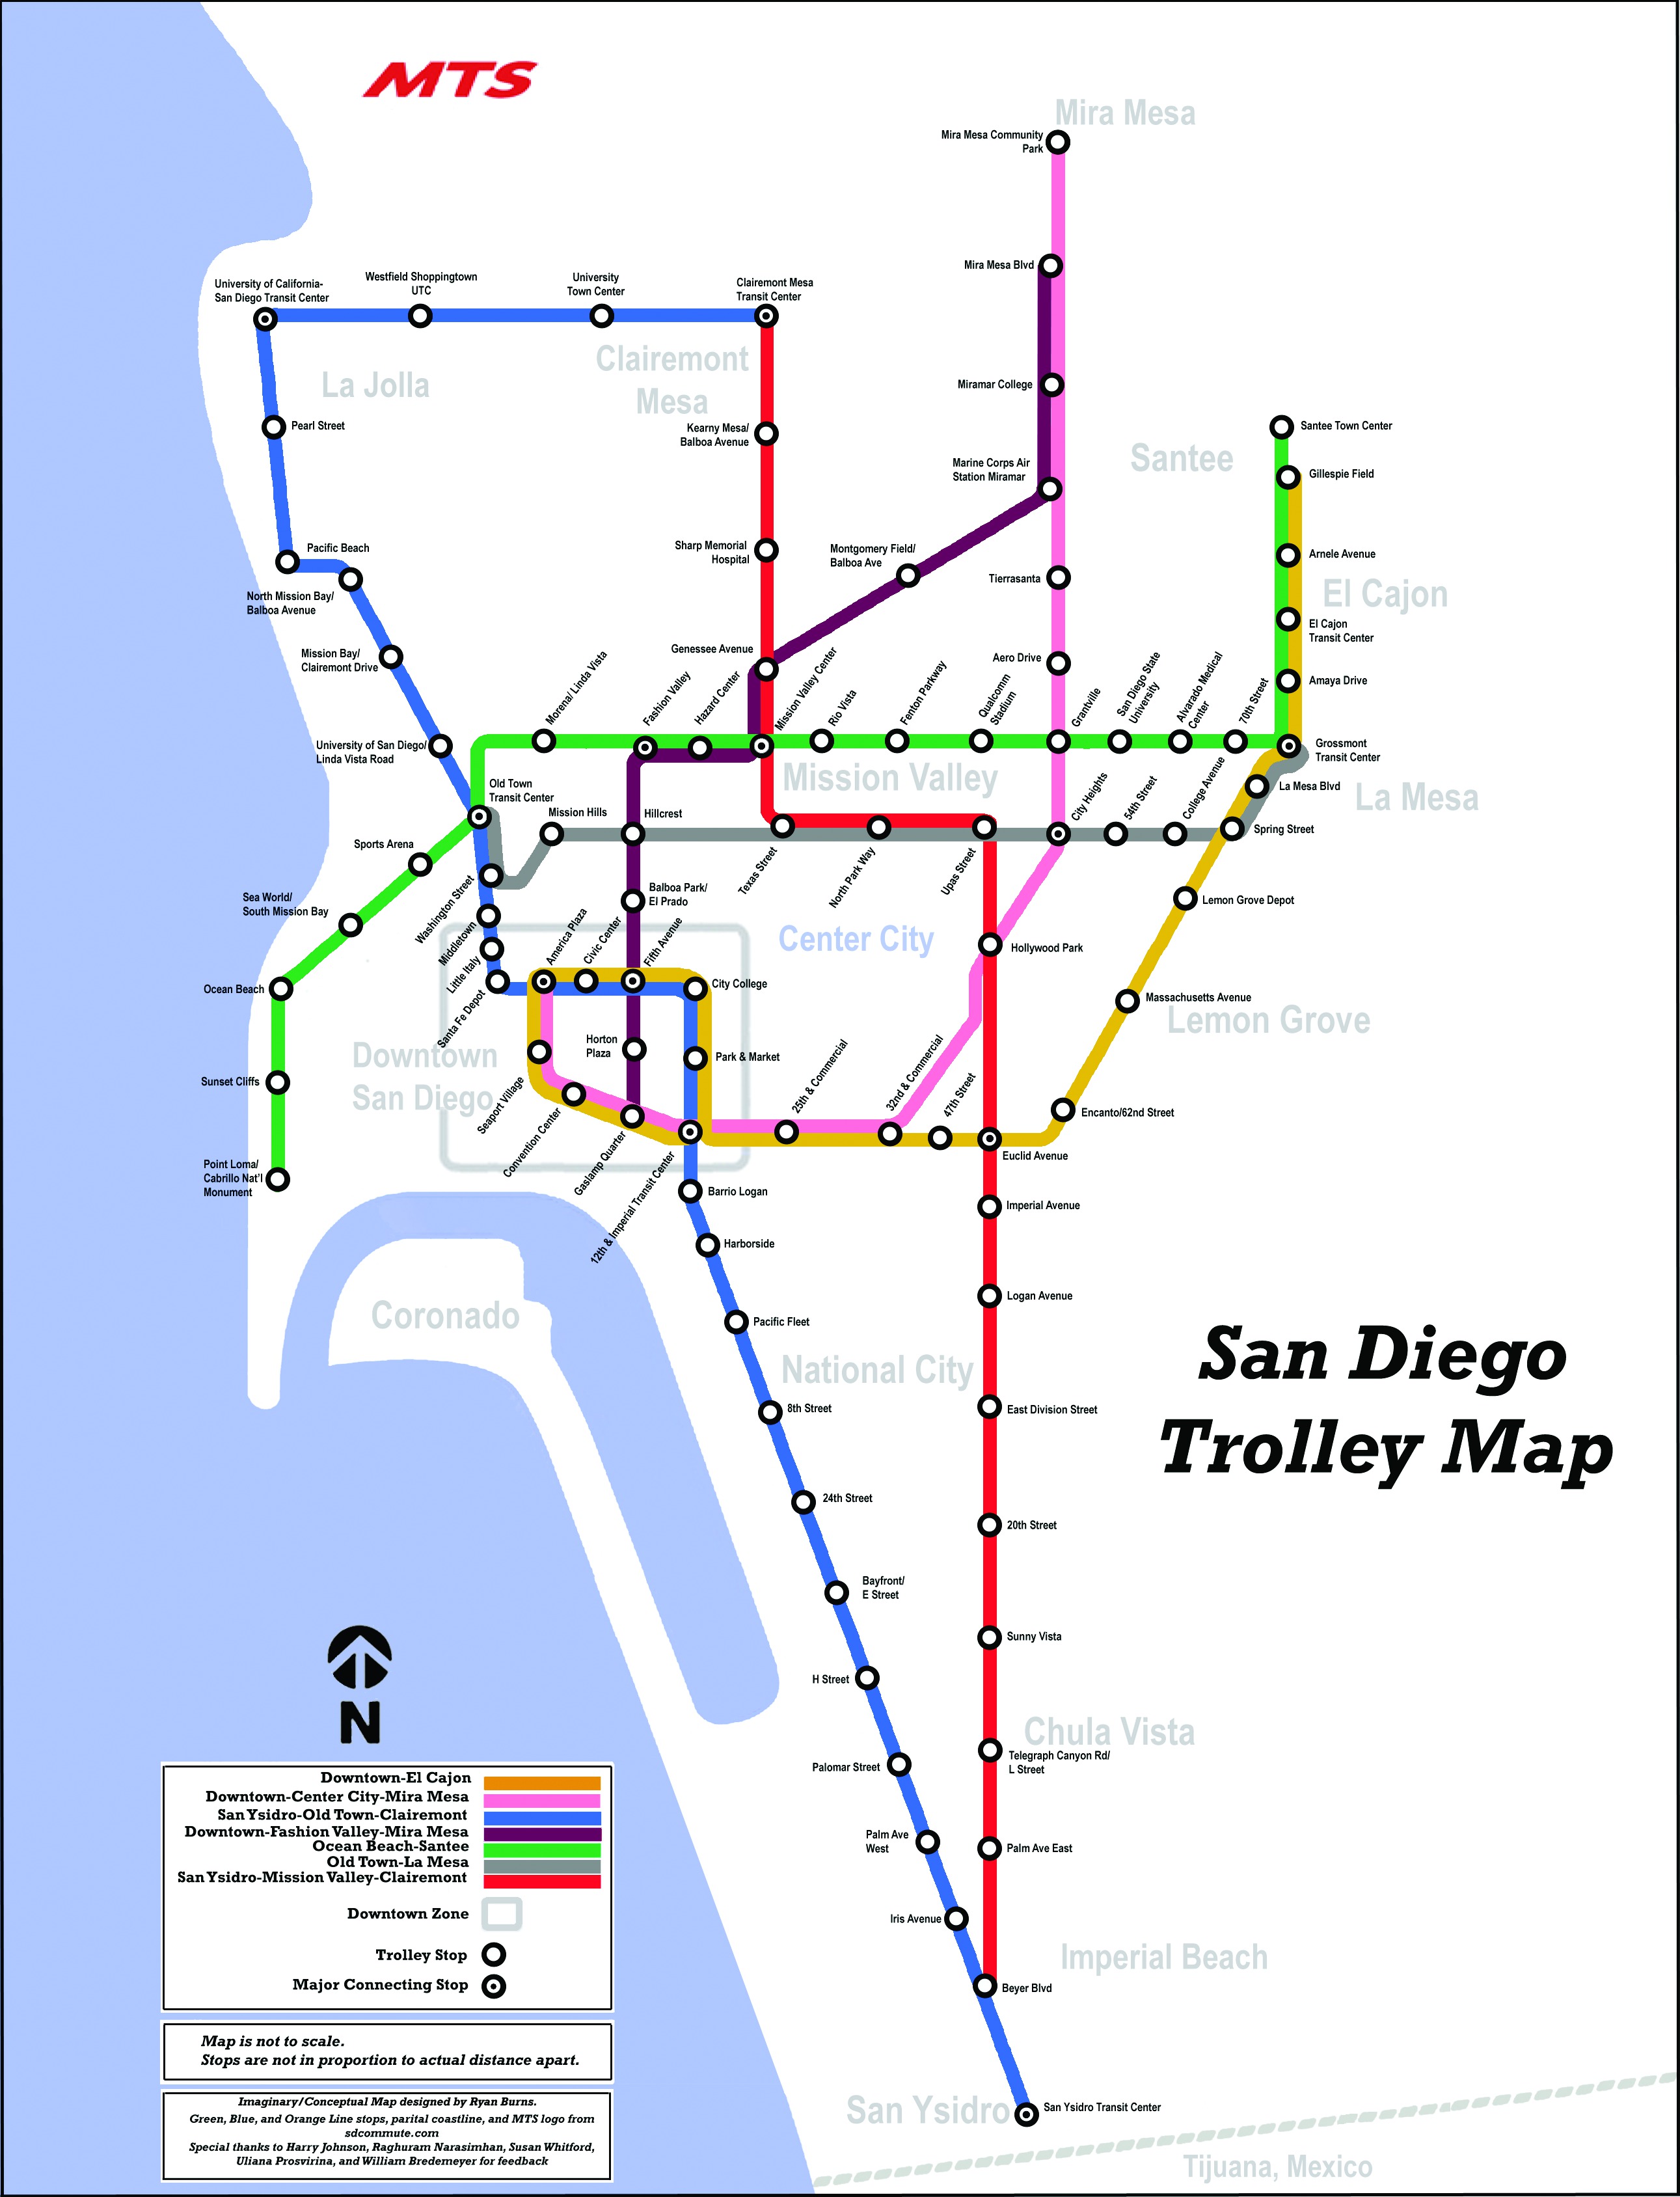 MTS
Mira Mesa
Mira Mesa Community
Park
Mira Mesa Blvd
Westfield Shoppingtown
UTC
University
Town Center
Clairemont Mesa
Transit Center
University of California-
San Diego Transit Center
Clairemont
Mesa
La Jolla
Miramar College
Pearl Street
Kearny Mesa/
Balboa Avenue
Santee Town Center
Santee
Marine Corps Air
Station Miramar
Gillespie Field
Pacific Beach
Sharp Memorial
Hospital
Montgomery Field/
Balboa Ave
Arnele Avenue
Tierrasanta
El Cajon
North Mission Bay/
Balboa Avenue
El Cajon
Transit Center
Mission Bay/
Clairemont Drive
Genessee Avenue
Aero Drive
Amaya Drive
Morena/ Linda Vista
Fashion Valley
Hazard Center
Mission Valley Center
Rio Vista
Fenton Parkway
Qualcomm
Stadium
Grantville
San Diego State
University
Alvarado Medical
Center
70th Street
University of San Diego/
Linda Vista Road
Grossmont
Transit Center
Mission Valley
Old Town
Transit Center
La Mesa Blvd
La Mesa
Mission Hills
Hillcrest
City Heights
54th Street
College Avenue
Spring Street
Sports Arena
Texas Street
North Park Way
Upas Street
Sea World/
South Mission Bay
Washington Street
Balboa Park/
El Prado
Lemon Grove Depot
Middletown
America Plaza
Civic Center
Fifth Avenue
Center City
Hollywood Park
Little Italy
Ocean Beach
Santa Fe Depot
City College
Massachusetts Avenue
Lemon Grove
Downtown
San Diego
Horton
Plaza
Park & Market
Sunset Cliffs
Seaport Village
25th & Commercial
32nd & Commercial
47th Street
Encanto/62nd Street
Convention Center
Gaslamp Quarter
12th & Imperial Transit Center
Euclid Avenue
Point Loma/
Cabrillo Nat'l
Monument
Barrio Logan
Imperial Avenue
Harborside
Logan Avenue
Coronado
Pacific Fleet
San Diego
Trolley Map
National City
8th Street
East Division Street
24th Street
20th Street
Bayfront/
E Street
Sunny Vista
H Street
N
Chula Vista
Telegraph Canyon Rd/
L Street
Palomar Street
Palm Ave
West
Palm Ave East
Iris Avenue
Imperial Beach
Beyer Blvd
San Ysidro
San Ysidro Transit Center
Tijuana, Mexico
Downtown-El Cajon
Downtown-Center City-Mira Mesa
San Ysidro-Old Town-Clairemont
Downtown-Fashion Valley-Mira Mesa
Ocean Beach-Santee
Old Town-La Mesa
San Ysidro-Mission Valley-Clairemont
Downtown Zone
Trolley Stop
Major Connecting Stop
Map is not to scale.
Stops are not in proportion to actual distance apart.
Imaginary/Conceptual Map designed by Ryan Burns.
Green, Blue, and Orange Line stops, parital coastline, and MTS logo from
sdcommute.com
Special thanks to Harry Johnson, Raghuram Narasimhan, Susan Whitford,
Uliana Prosvirina, and William Bredemeyer for feedback